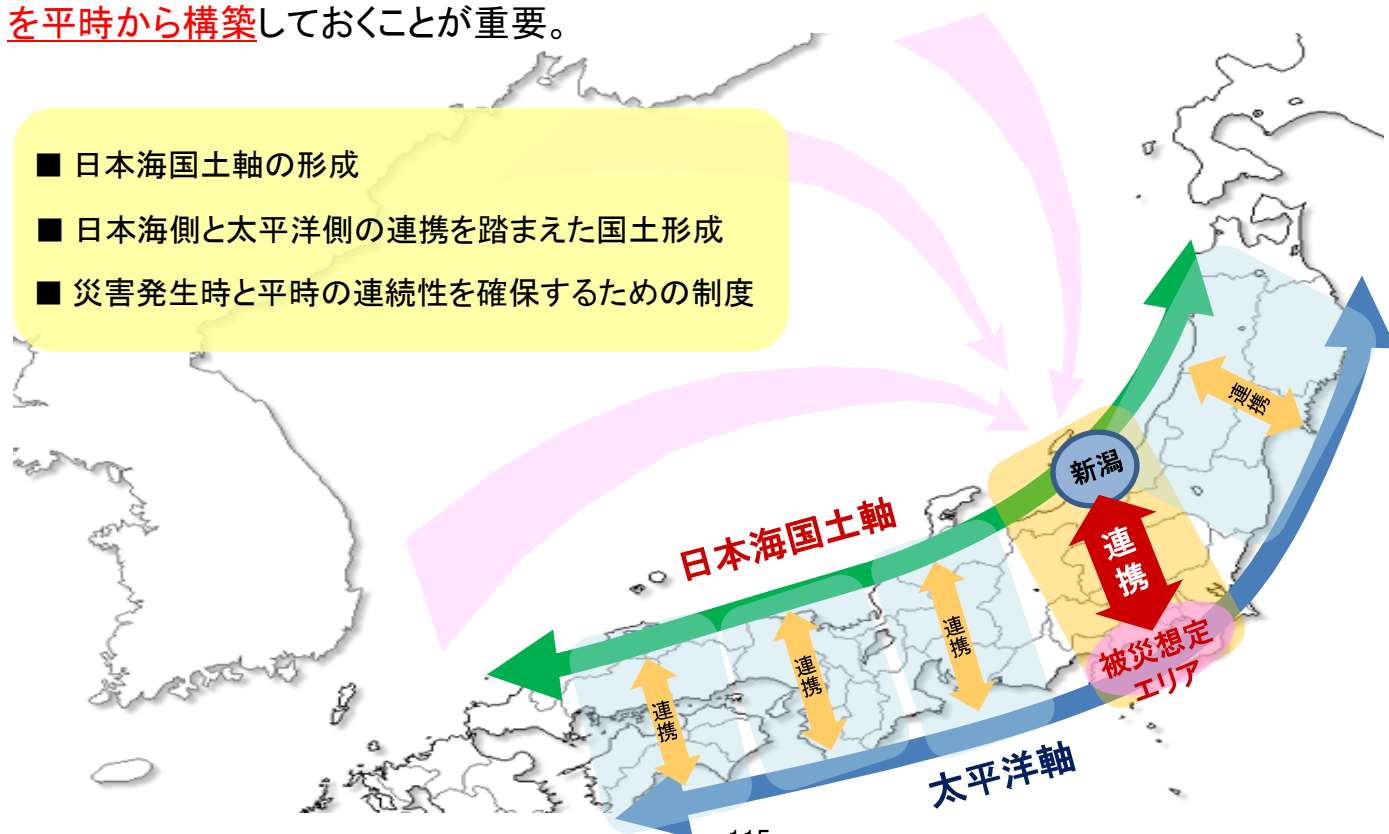 を平時から構築しておくことが重要。
■ 日本海国土軸の形成
■ 日本海側と太平洋側の連携を踏まえた国土形成
■ 災害発生時と平時の連続性を確保するための制度
連携
新潟
日本海国土軸
連携
連携
連携
連携
被災想定
エリア
太平洋軸
115